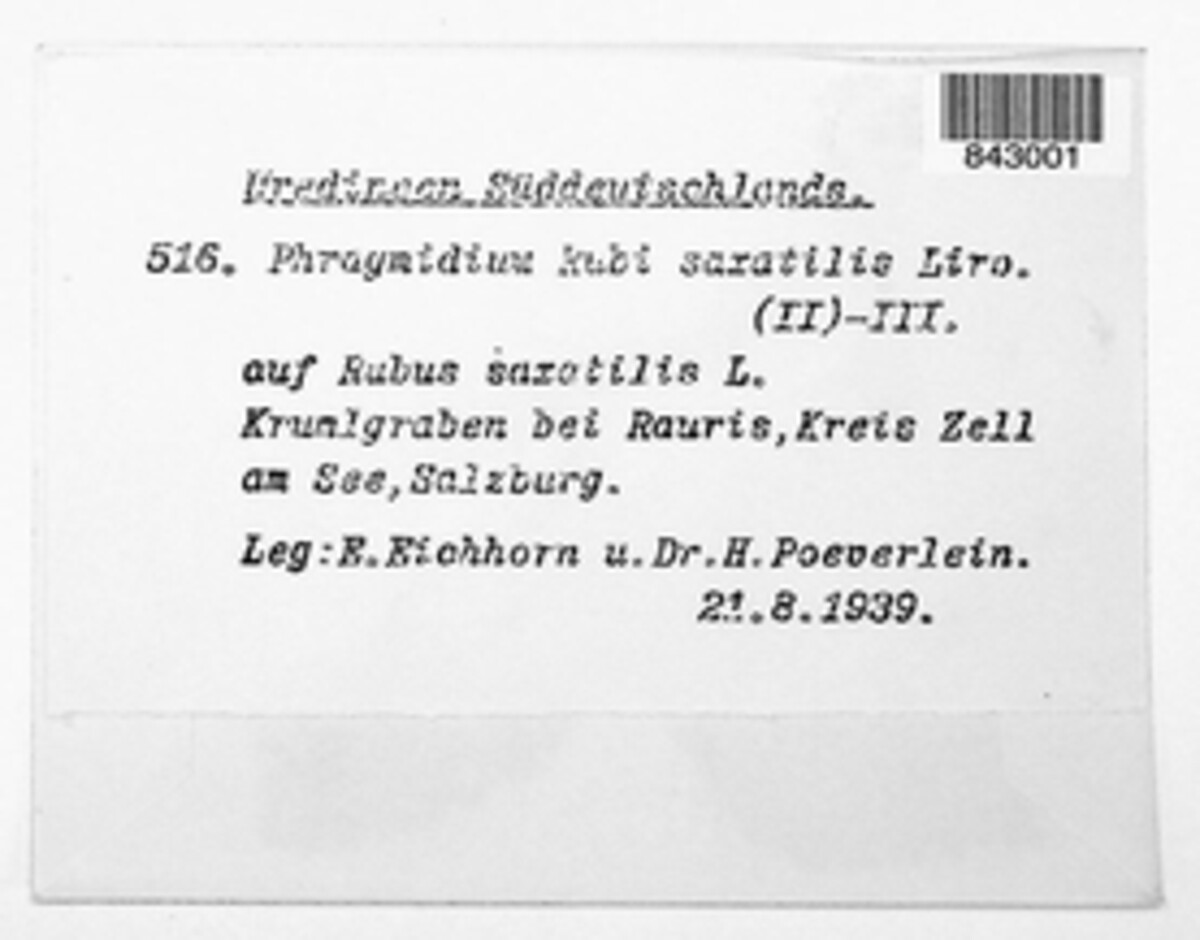 843001
Uredineen Süddeutschlands.
516. Phragmidium Rubi saxatilis Liro.
(II)-III.
auf Rubus saxatilis L.
Krumlgraben bei Rauris, Kreis Zell
am See, Salzburg.
Leg: E. Eichhorn u. Dr. H. Poeverlein.
21.8.1939.